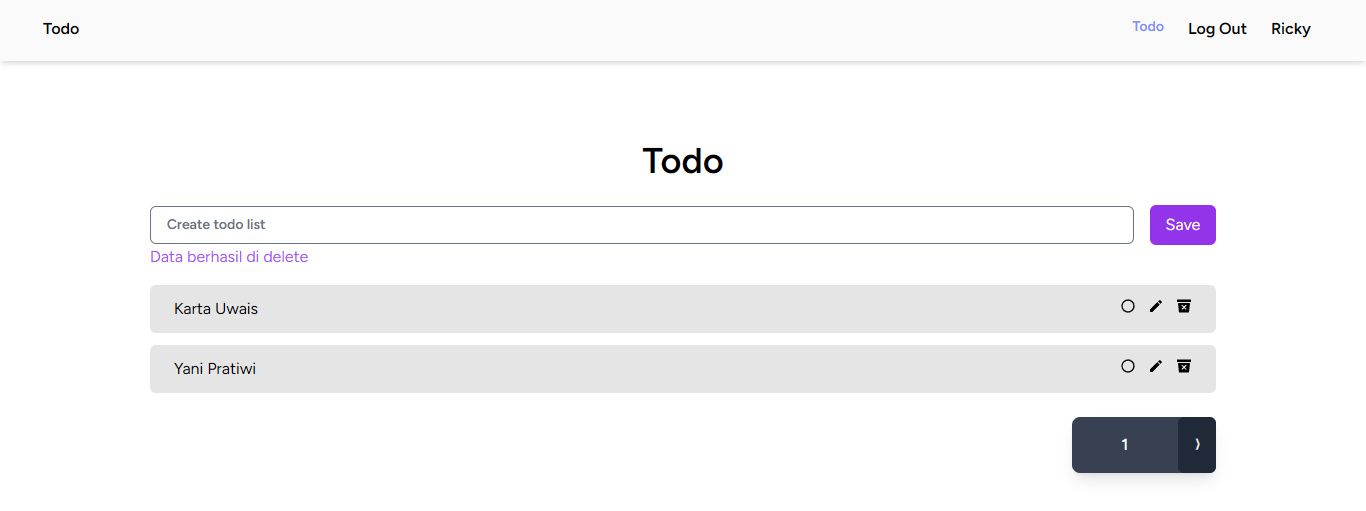 Todo
Todo Log Out Ricky
Todo
Create todo list
Save
Data berhasil di delete
Karta Uwais
Yani Pratiwi
1 ⟩